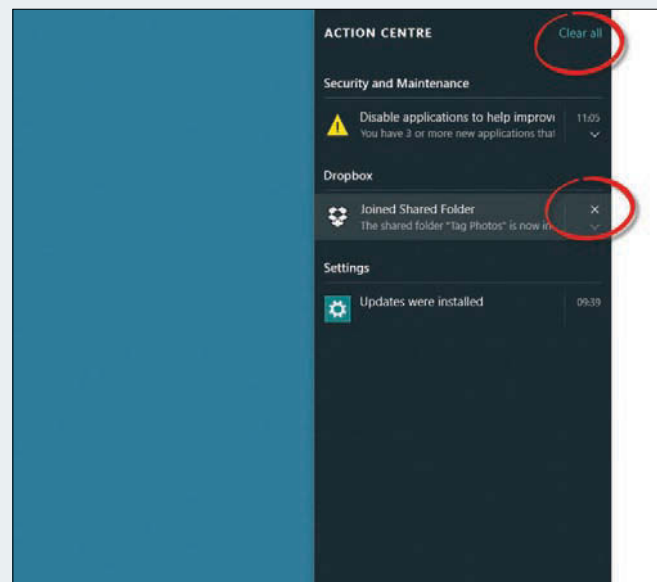 ACTION CENTRE Clear all
Security and Maintenance
Disable applications to help improv 11:05
You have 3 or more new applications that
Dropbox
Joined Shared Folder
The shared folder "Tag Photos" is now in
Settings
Updates were installed 09:39